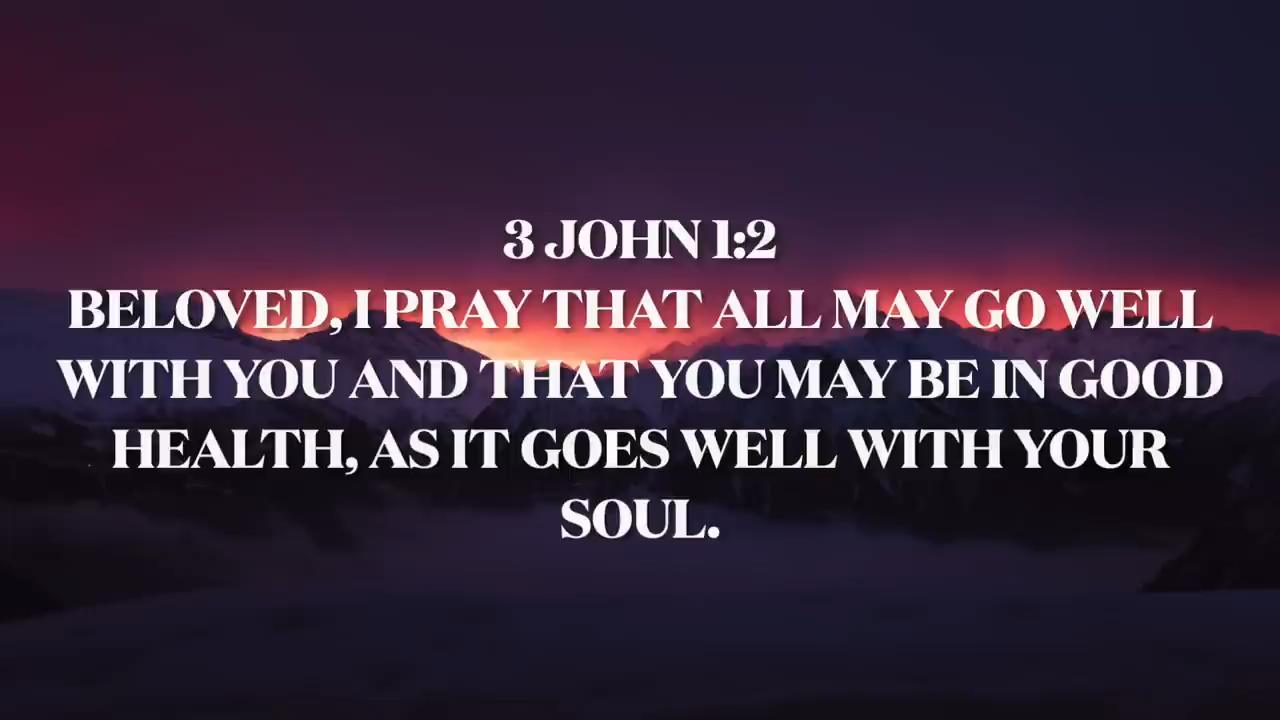 3 JOHN 1:2
BELOVED, I PRAY THAT ALL MAY GO WELL
WITH YOU AND THAT YOU MAY BE IN GOOD
HEALTH, AS IT GOES WELL WITH YOUR
SOUL.